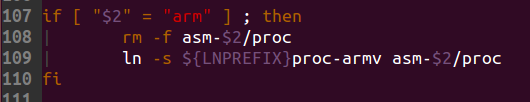 107 if [ "$2" = "arm" ] ; then
108 |       rm -f asm-$2/proc
109 |       ln -s ${LNPREFIX}proc-armv asm-$2/proc
110 fi
111